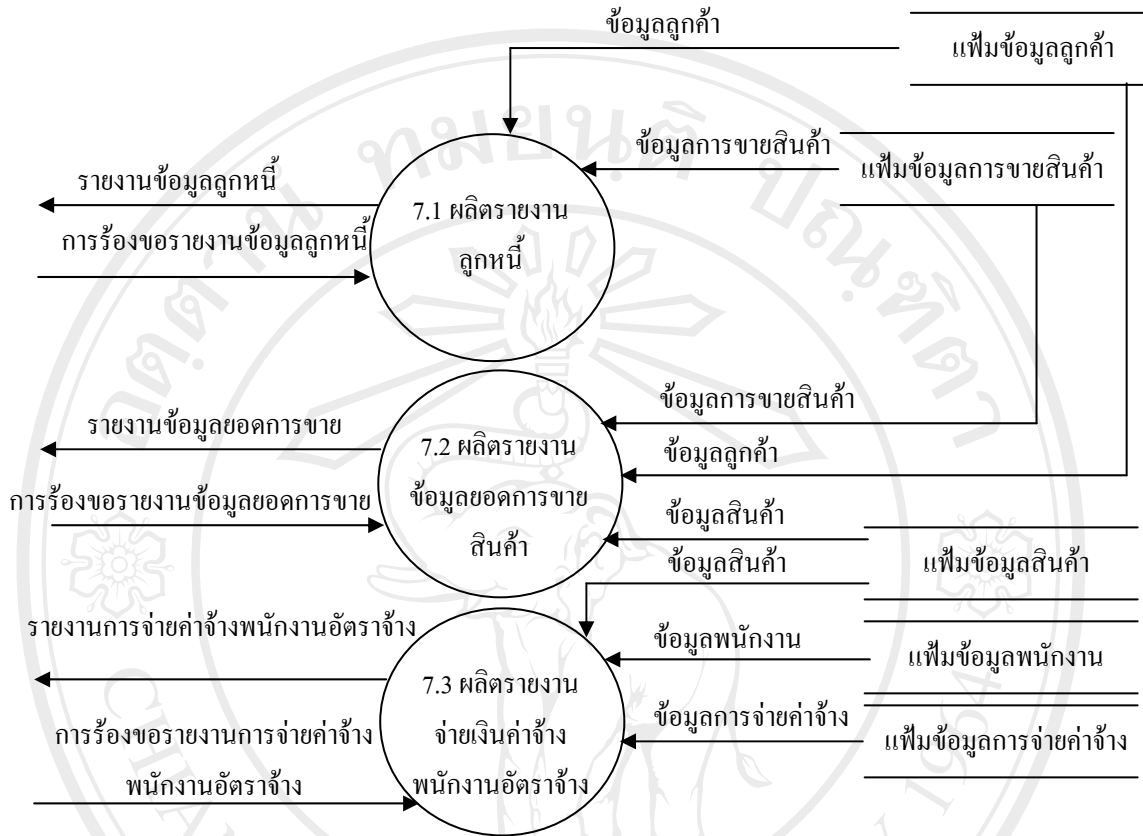 ข้อมูลลูกค้า
แฟ้มข้อมูลลูกค้า
ข้อมูลการขายสินค้า
แฟ้มข้อมูลการขายสินค้า
รายงานข้อมูลลูกหนี้
7.1 ผลิตรายงาน
ลูกหนี้
การร้องขอรายงานข้อมูลลูกหนี้
ข้อมูลการขายสินค้า
รายงานข้อมูลยอดการขาย
7.2 ผลิตรายงาน
ข้อมูลยอดการขาย
สินค้า
ข้อมูลลูกค้า
การร้องขอรายงานข้อมูลยอดการขาย
ข้อมูลสินค้า
ข้อมูลสินค้า
แฟ้มข้อมูลสินค้า
รายงานการจ่ายค่าจ้างพนักงานอัตราจ้าง
ข้อมูลพนักงาน
แฟ้มข้อมูลพนักงาน
7.3 ผลิตรายงาน
จ่ายเงินค่าจ้าง
พนักงานอัตราจ้าง
ข้อมูลการจ่ายค่าจ้าง
แฟ้มข้อมูลการจ่ายค่าจ้าง
การร้องขอรายงานการจ่ายค่าจ้าง
พนักงานอัตราจ้าง
อตฺตานํ ทมยนฺติ ปณฺฑิตา
1964